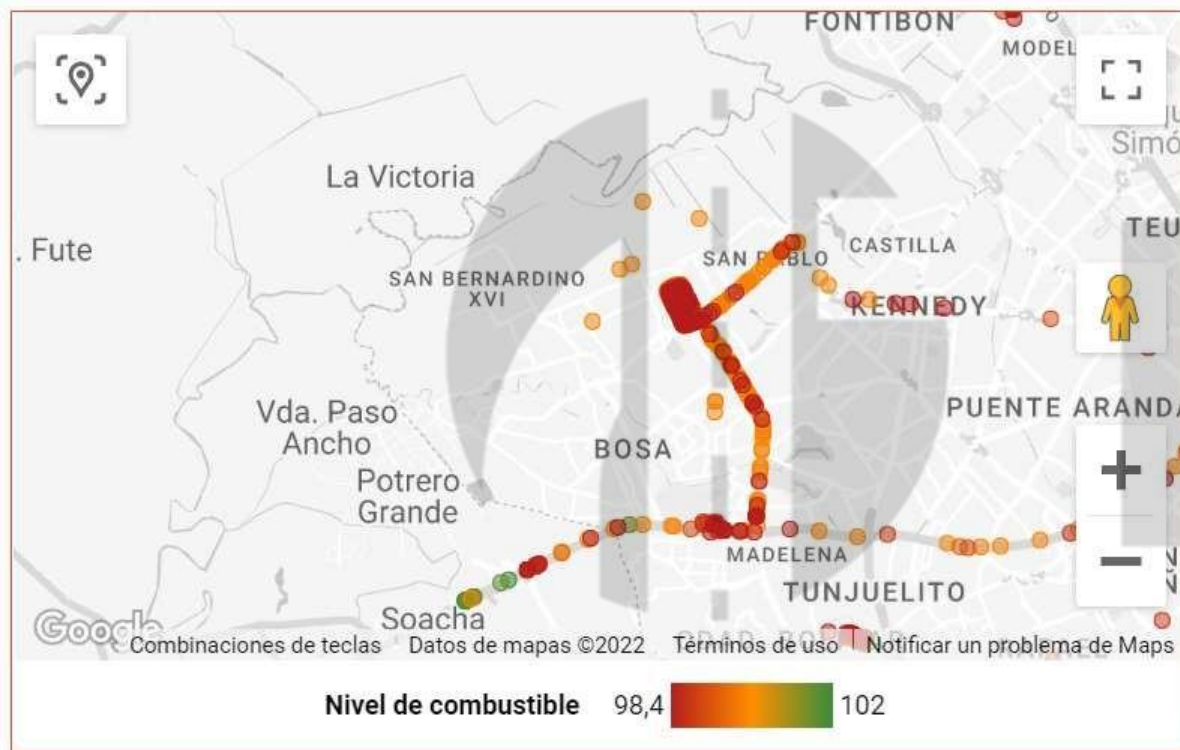 FONTIBON
MODEL
Simó
La Victoria
. Fute
TEU
SAN PABLO
CASTILLA
SAN BERNARDINO
XVI
KENNEDY
PUENTE ARANDA
Vda. Paso
Ancho
BOSA
Potrero
Grande
MADELENA
TUNJUELITO
Soacha
Google
Combinaciones de teclas Datos de mapas ©2022 Términos de uso Notificar un problema de Maps
Nivel de combustible 98,4 102